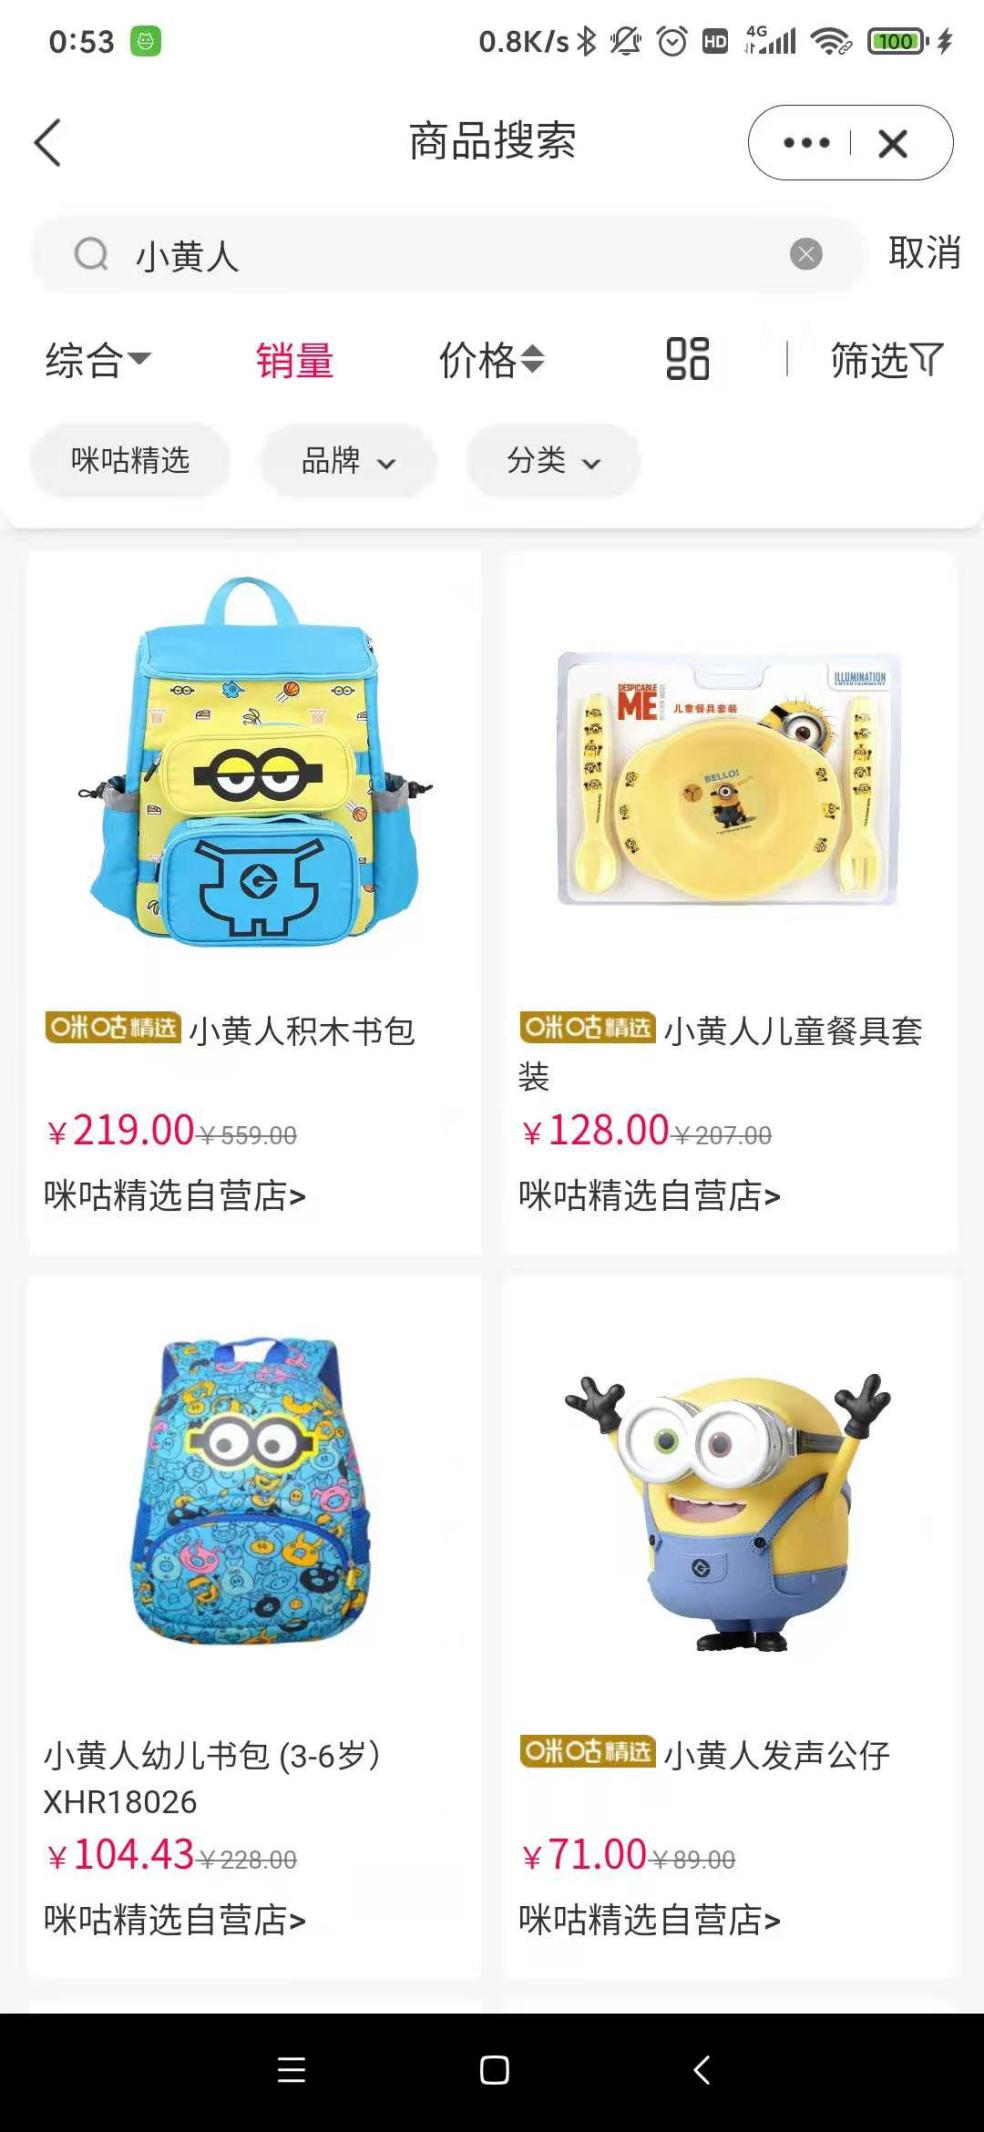 0:53
0.8K/s HD 4G 100
商品搜索
小黄人
取消
综合 销量 价格 筛选
咪咕精选 品牌 分类
DESPICABLE
ME
儿童餐具套装
ILLUMINATION
ENTERTAINMENT
BELLO!
咪咕精选 小黄人积木书包
¥219.00 ¥559.00
咪咕精选自营店>
咪咕精选 小黄人儿童餐具套
装
¥128.00 ¥207.00
咪咕精选自营店>
小黄人幼儿书包 (3-6岁）
XHR18026
¥104.43 ¥228.00
咪咕精选自营店>
咪咕精选 小黄人发声公仔
¥71.00 ¥89.00
咪咕精选自营店>